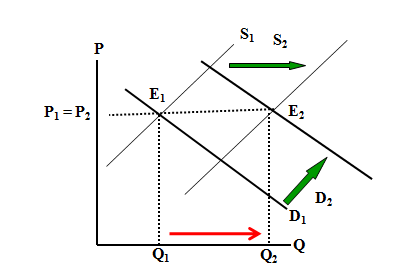 S₁ S₂
P
E₁
P₁ = P₂
E₂
D₂
D₁
Q
Q₁ Q₂